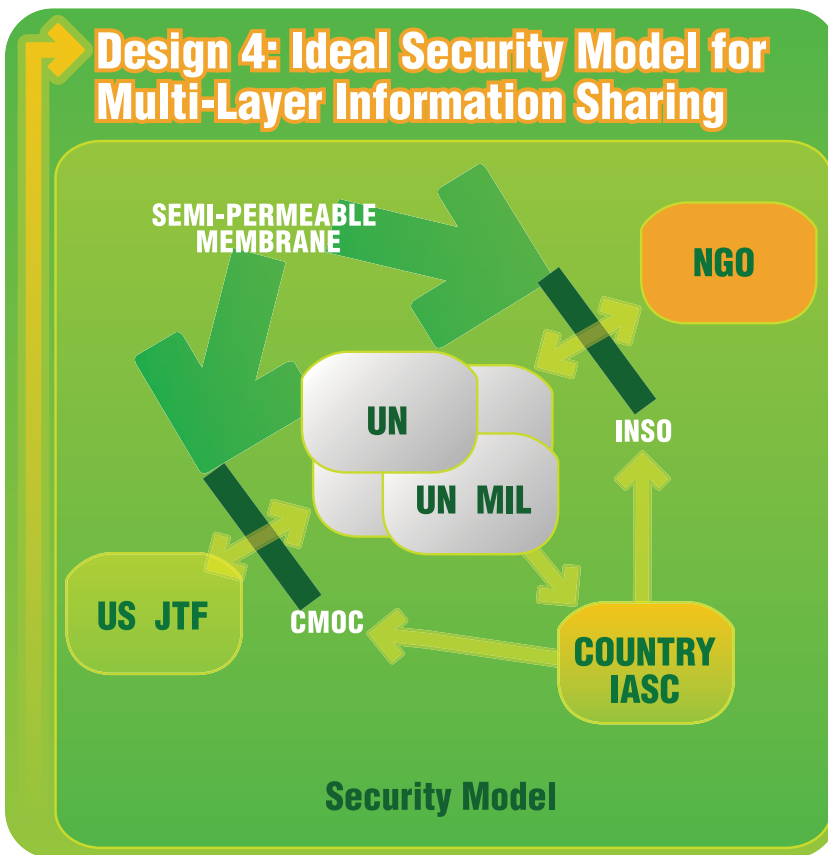 Design 4: Ideal Security Model for
Multi-Layer Information Sharing
SEMI-PERMEABLE
MEMBRANE
NGO
UN
INSO
UN MIL
US JTF
CMOC
COUNTRY
IASC
Security Model